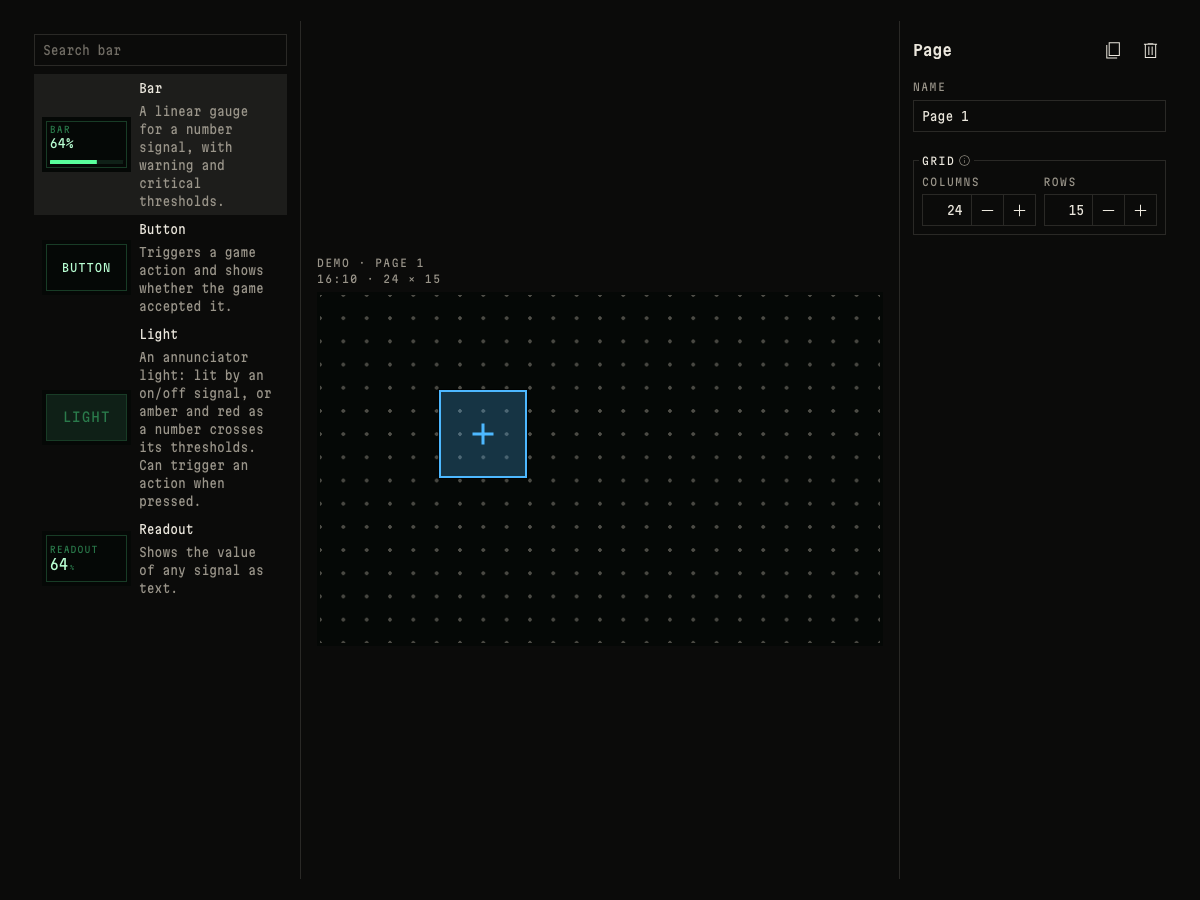 Search bar
BAR
64%
Bar
A linear gauge
for a number
signal, with
warning and
critical
thresholds.
BUTTON
Button
Triggers a game
action and shows
whether the game
accepted it.
LIGHT
Light
An annunciator
light: lit by an
on/off signal, or
amber and red as
a number crosses
its thresholds.
Can trigger an
action when
pressed.
READOUT
64%
Readout
Shows the value
of any signal as
text.
DEMO · PAGE 1
16:10 · 24 × 15
Page
NAME
Page 1
GRID
COLUMNS ROWS
24 15